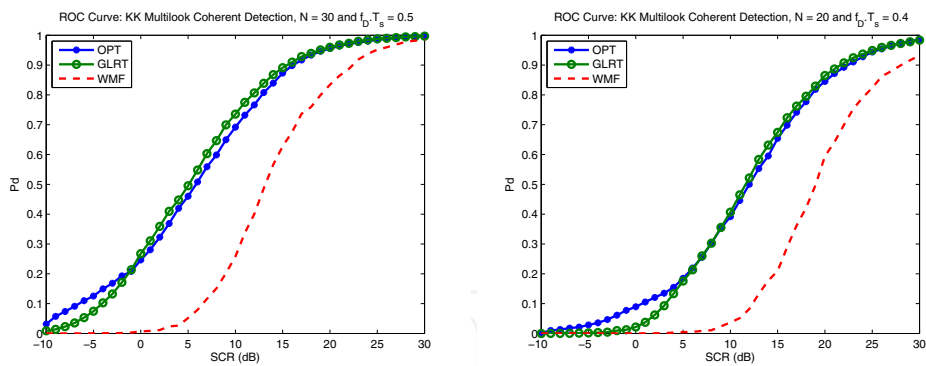 ROC Curve: KK Multilook Coherent Detection, N = 30 and f_D.T_s = 0.5
OPT
GLRT
WMF
1
0.9
0.8
0.7
0.6
0.5
0.4
0.3
0.2
0.1
0
Pd
−10 −5 0 5 10 15 20 25 30
SCR (dB)
ROC Curve: KK Multilook Coherent Detection, N = 20 and f_D.T_s = 0.4
OPT
GLRT
WMF
1
0.9
0.8
0.7
0.6
0.5
0.4
0.3
0.2
0.1
0
Pd
−10 −5 0 5 10 15 20 25 30
SCR (dB)